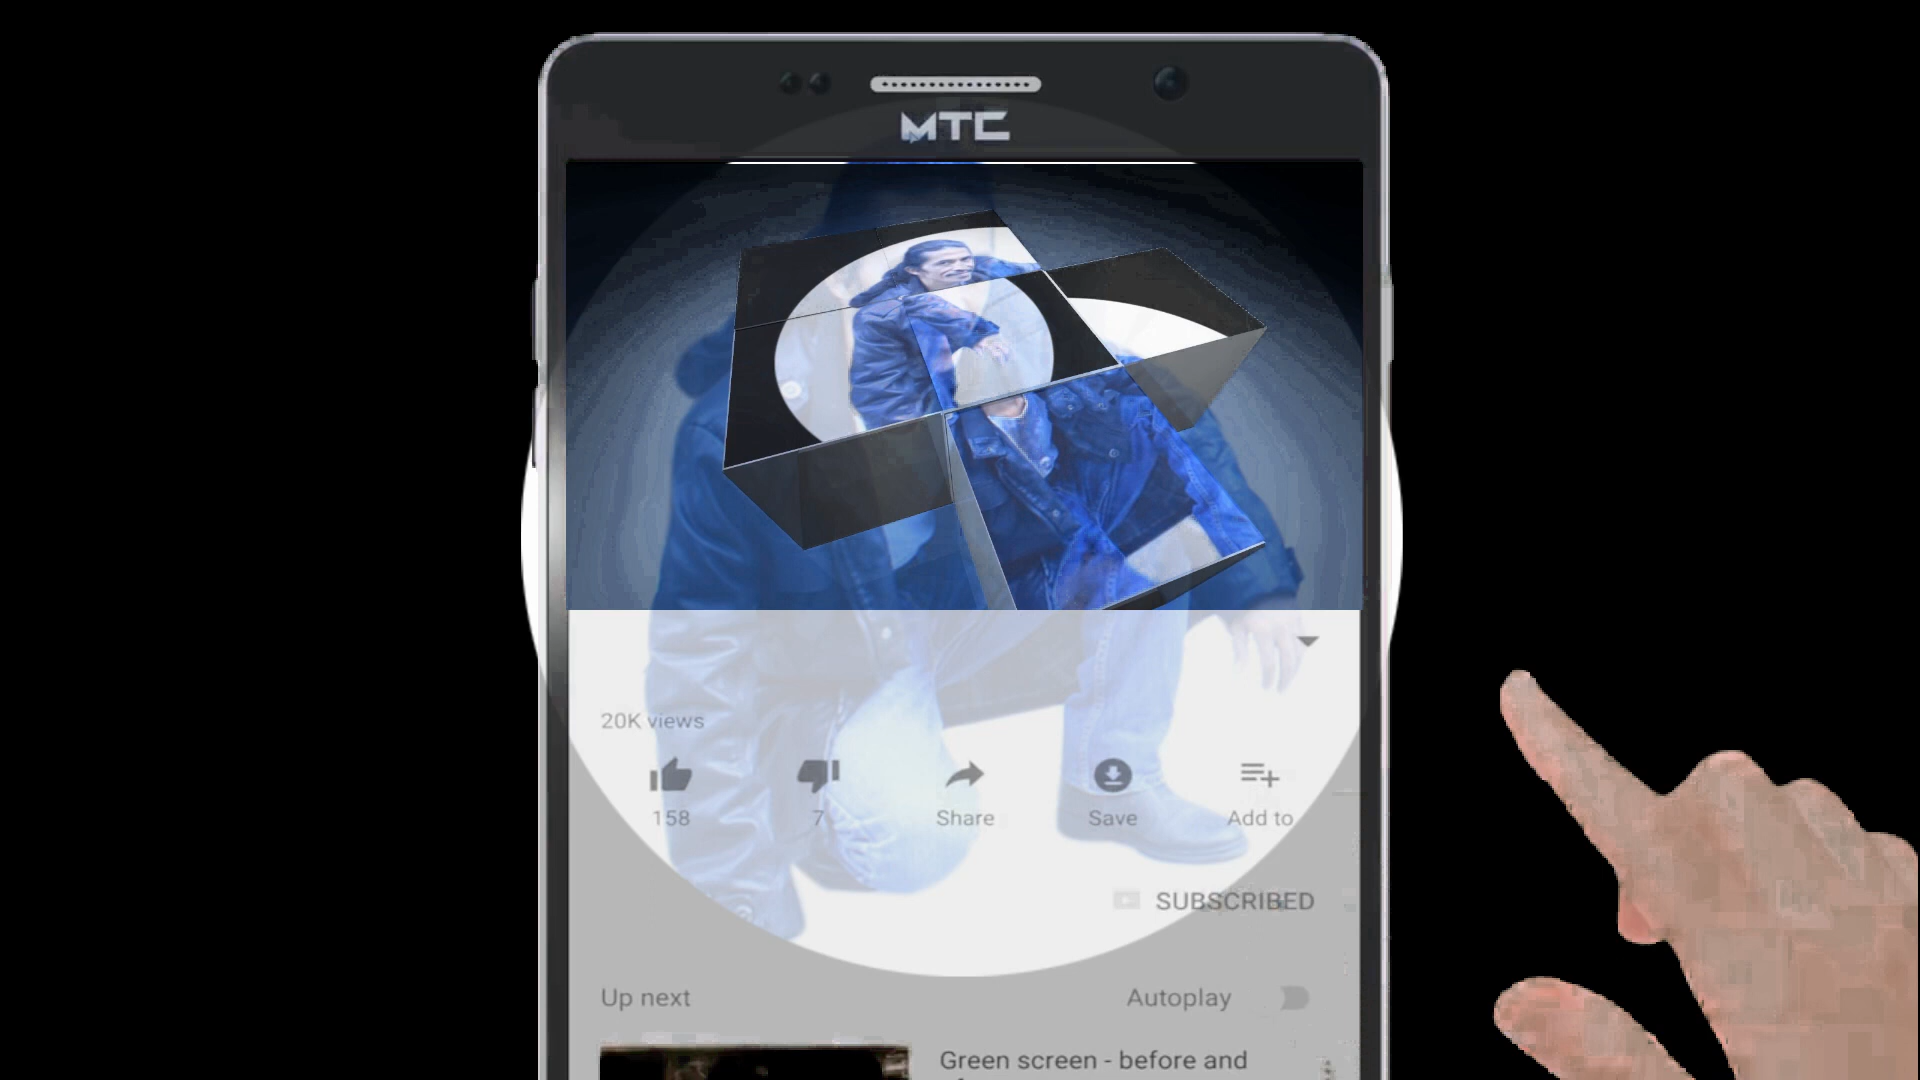 MTC
20K views
158
7
Share
Save
Add to
SUBSCRIBED
Up next
Autoplay
Green screen - before and